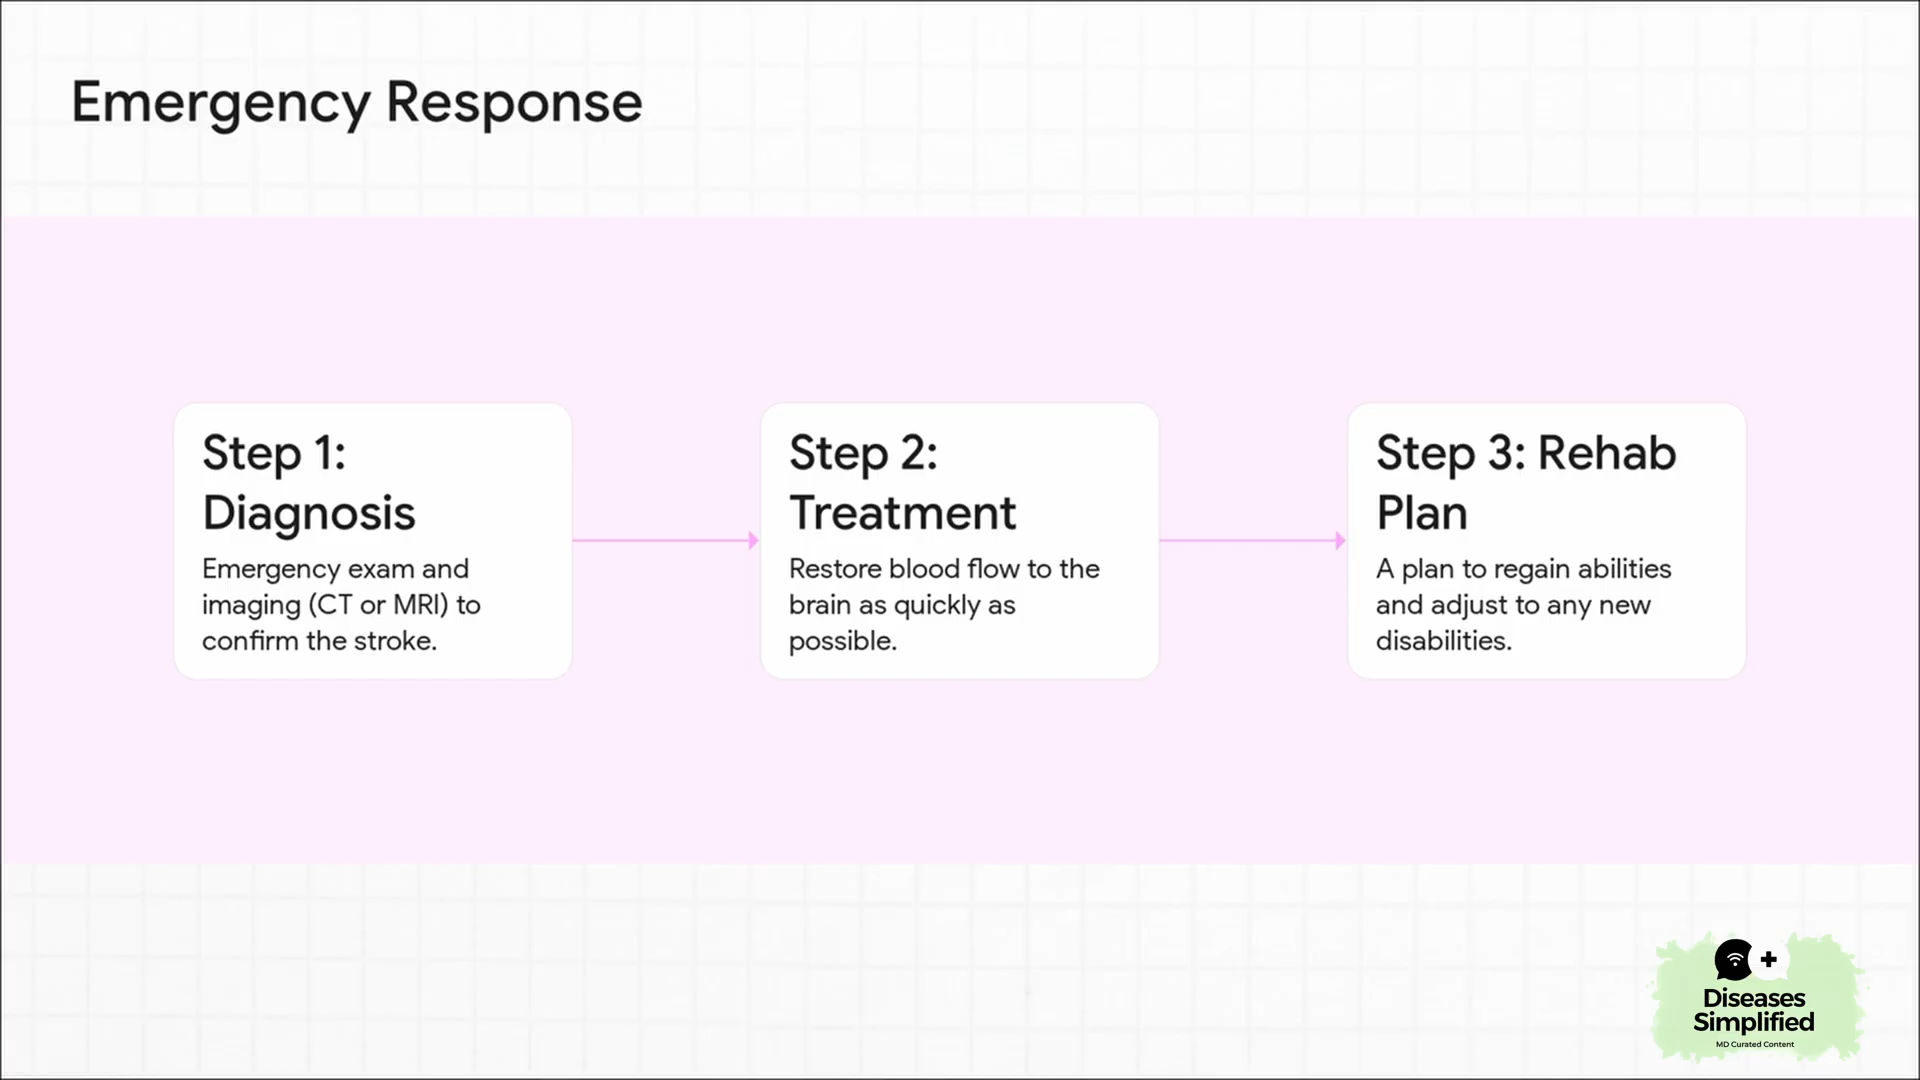 Emergency Response
Step 1:
Diagnosis
Emergency exam and
imaging (CT or MRI) to
confirm the stroke.
Step 2:
Treatment
Restore blood flow to the
brain as quickly as
possible.
Step 3: Rehab
Plan
A plan to regain abilities
and adjust to any new
disabilities.
Diseases
Simplified
MD Curated Content